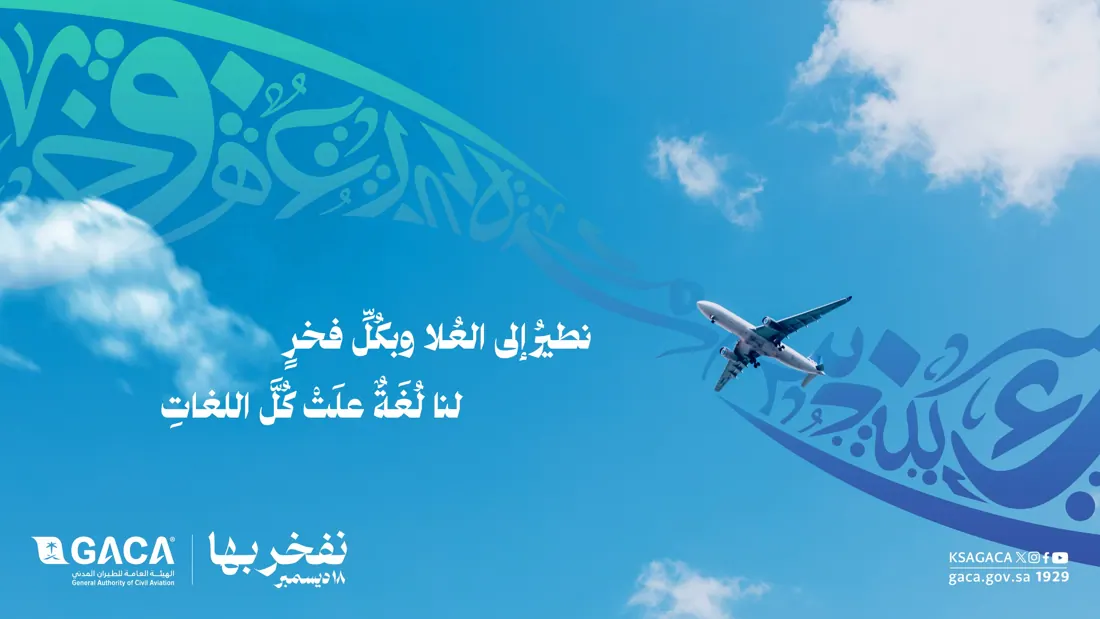 نطيرُ إلى العُلا وبكُلِّ فخرٍ
لنا لُغَةٌ علَتْ كُلَّ اللغاتِ
نفخر بها
١٨ ديسمبر
GACA
الهيئة العامة للطيران المدني
General Authority of Civil Aviation
KSAGACA
gaca.gov.sa 1929